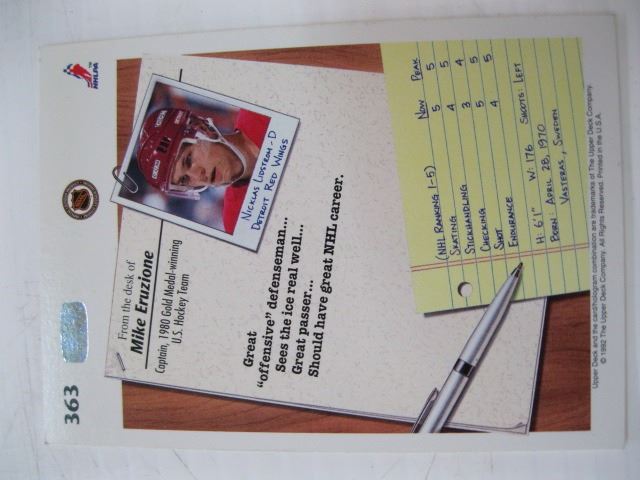 NHLPA
363
From the desk of
Mike Eruzione
Captain, 1980 Gold Medal-winning
U.S. Hockey Team
NICKLAS LIDSTROM - D
DETROIT RED WINGS
Great
"offensive" defenseman...
Sees the ice real well...
Great passer...
Should have great NHL career.
(NHL RANKING 1-5) NOW PEAK
SKATING 5 5
STICKHANDLING 4 5
CHECKING 3 4
SHOT 5 5
ENDURANCE 4 5
H: 6'1" W: 176 SHOOTS: LEFT
BORN: APRIL 28, 1970
VASTERAS, SWEDEN
Upper Deck and the card/hologram combination are trademarks of The Upper Deck Company.
© 1992 The Upper Deck Company. All Rights Reserved. Printed in the U.S.A.